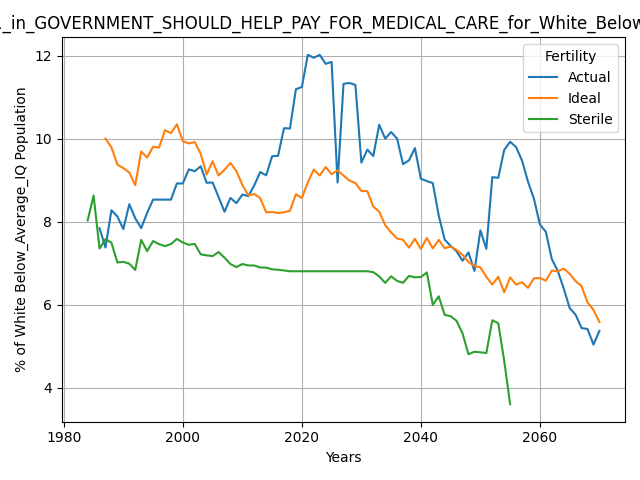 _in_GOVERNMENT_SHOULD_HELP_PAY_FOR_MEDICAL_CARE_for_White_Below
Fertility
Actual
Ideal
Sterile
% of White Below_Average_IQ Population
12
10
8
6
4
1980 2000 2020 2040 2060
Years